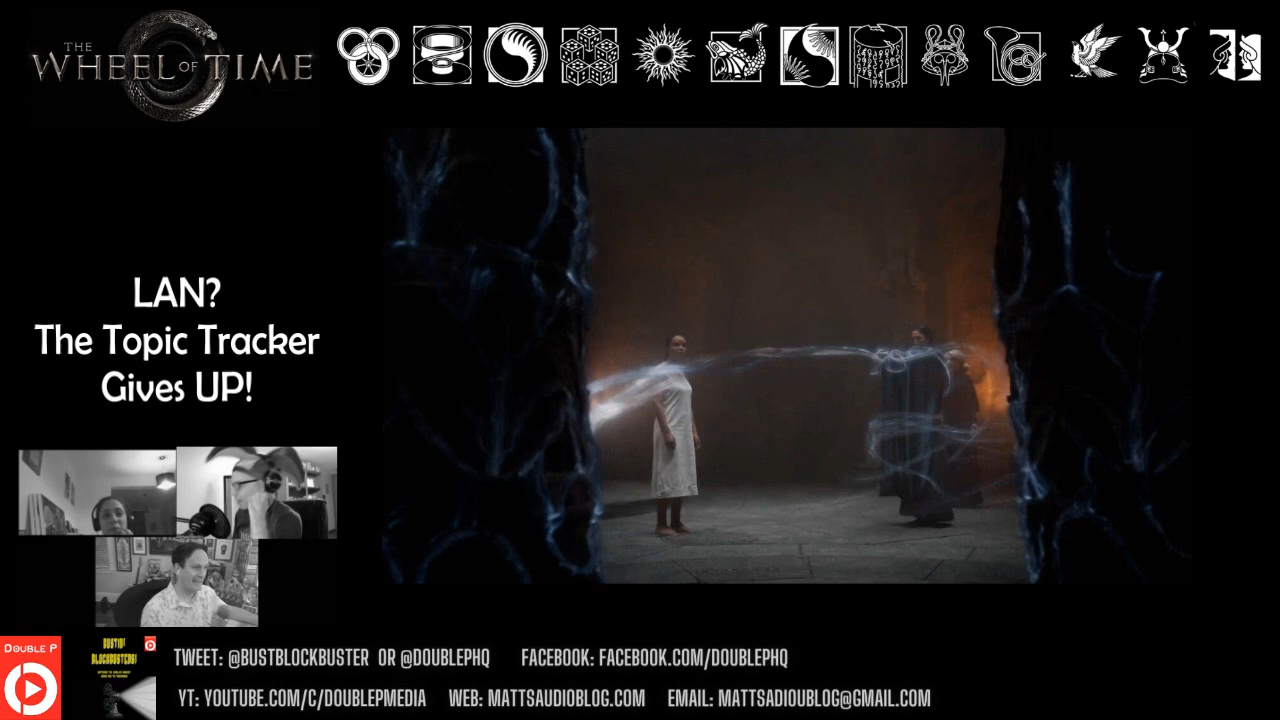 THE
WHEEL OF TIME
LAN?
The Topic Tracker
Gives UP!
DOUBLE P
BUSTIN'
BLOCKBUSTERS!
TWEET: @BUSTBLOCKBUSTER OR @DOUBLEPHQ FACEBOOK: FACEBOOK.COM/DOUBLEPHQ
YT: YOUTUBE.COM/C/DOUBLEPMEDIA WEB: MATTSAUDIOBLOG.COM EMAIL: MATTSADIOUBLOG@GMAIL.COM